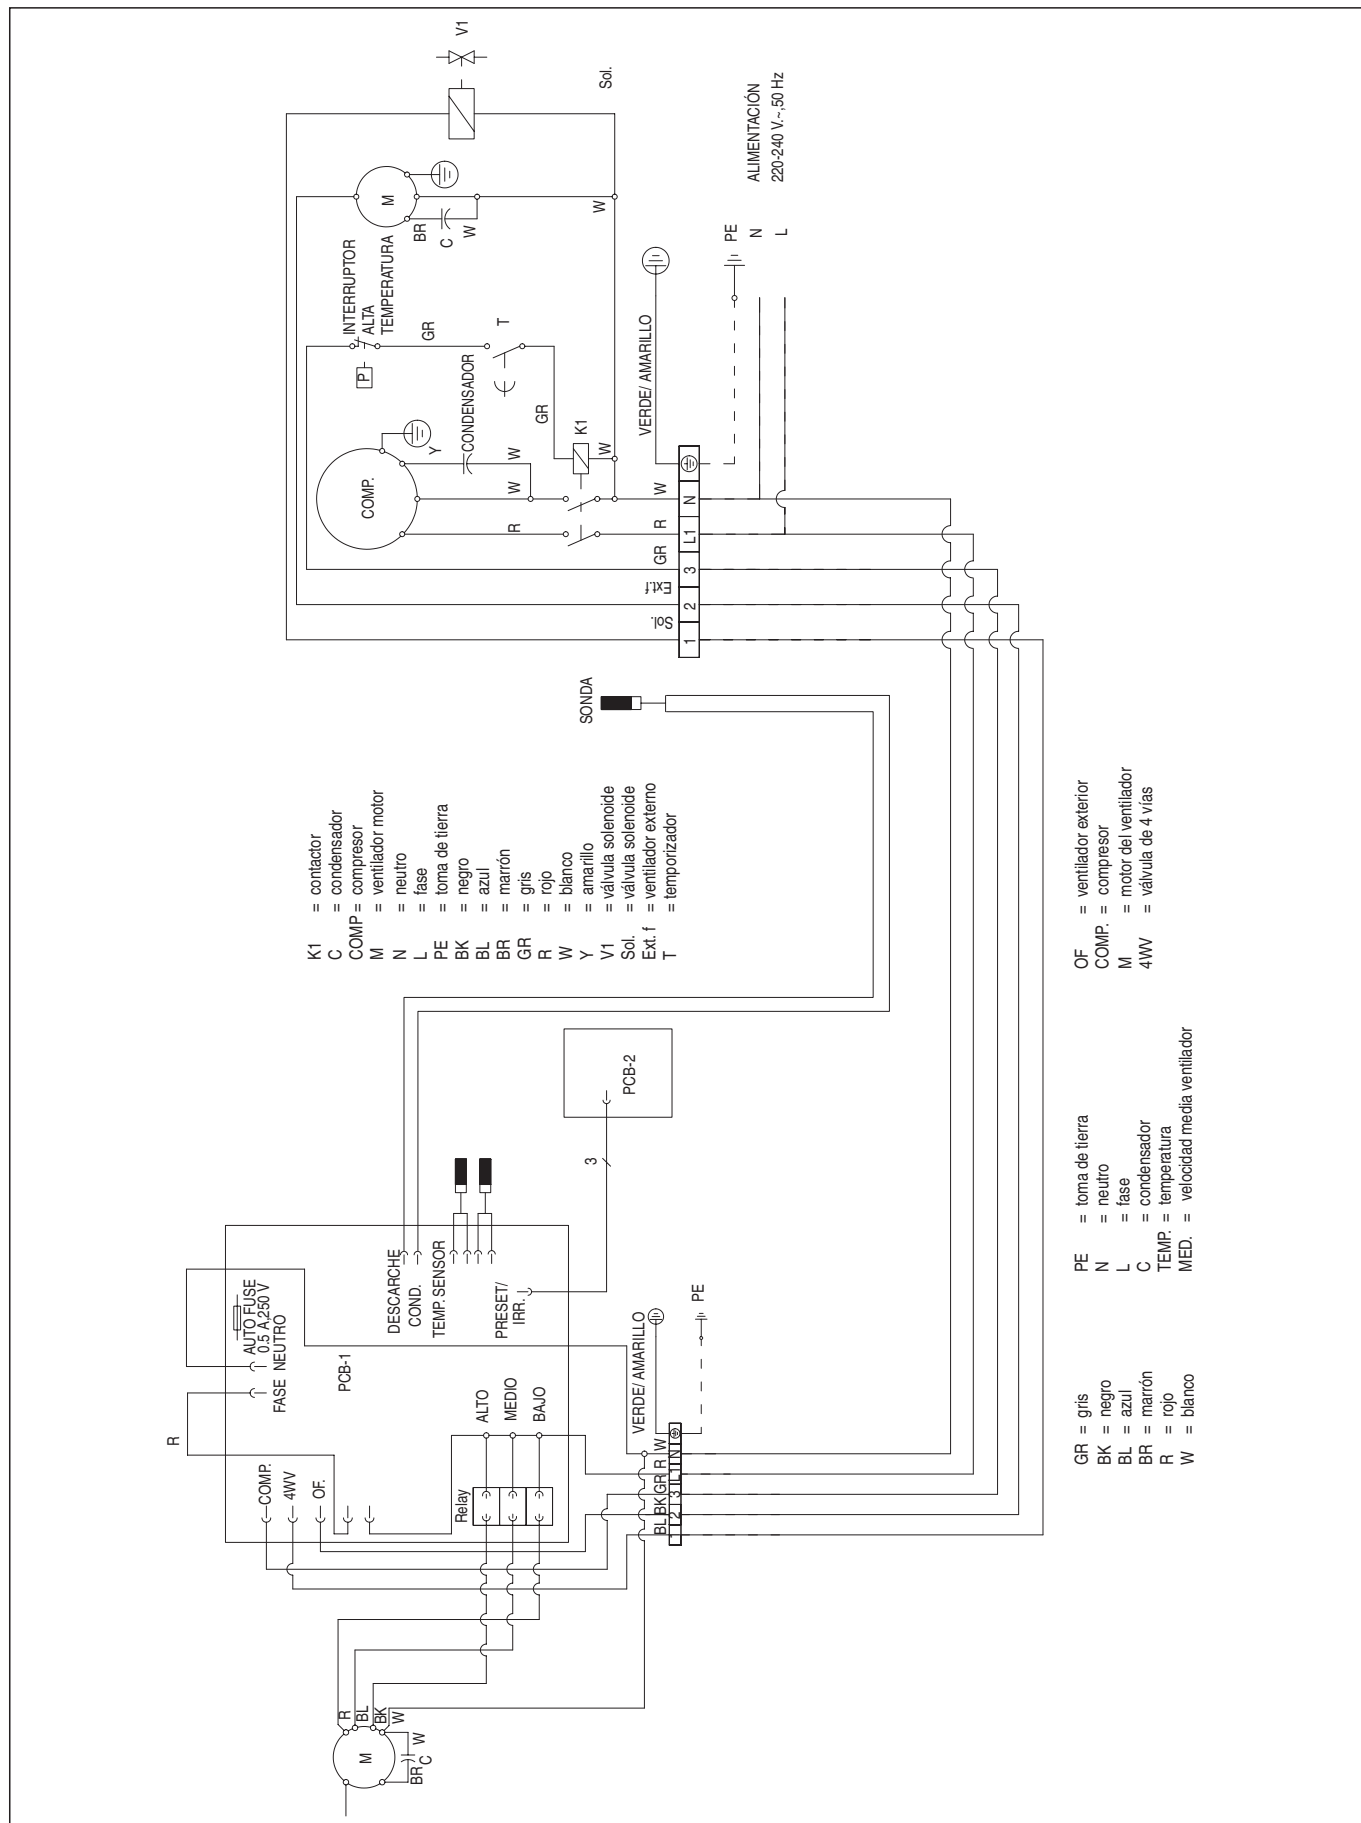 V1
Sol.
M
BR
C
W
W
INTERRUPTOR
ALTA
TEMPERATURA
P
GR
T
GR
COMP.
Y
CONDENSADOR
W
W
R
K1
W
ALIMENTACIÓN
220-240 V.~,50 Hz
PE
N
L
VERDE/ AMARILLO
W
R
GR
Ext.f
Sol.
N
L1
3
2
1
SONDA
K1 = contactor
C = condensador
COMP = compresor
M = ventilador motor
N = neutro
L = fase
PE = toma de tierra
BK = negro
BL = azul
BR = marrón
GR = gris
R = rojo
W = blanco
Y = amarillo
V1 = válvula solenoide
Sol. = válvula solenoide
Ext. f = ventilador externo
T = temporizador
PCB-2
3
AUTO FUSE
0.5 A,250 V
NEUTRO
FASE
PCB-1
DESCARCHE
COND.
TEMP. SENSOR
PRESET/
IRR.
R
COMP.
4WV
OF.
Relay
ALTO
MEDIO
BAJO
VERDE/ AMARILLO
PE
BL BK GR R W
1 2 3 L1 N
R
BL
BK
W
M
BR
C
W
GR = gris
BK = negro
BL = azul
BR = marrón
R = rojo
W = blanco
PE = toma de tierra
N = neutro
L = fase
C = condensador
TEMP. = temperatura
MED. = velocidad media ventilador
OF = ventilador exterior
COMP. = compresor
M = motor del ventilador
4WV = válvula de 4 vías